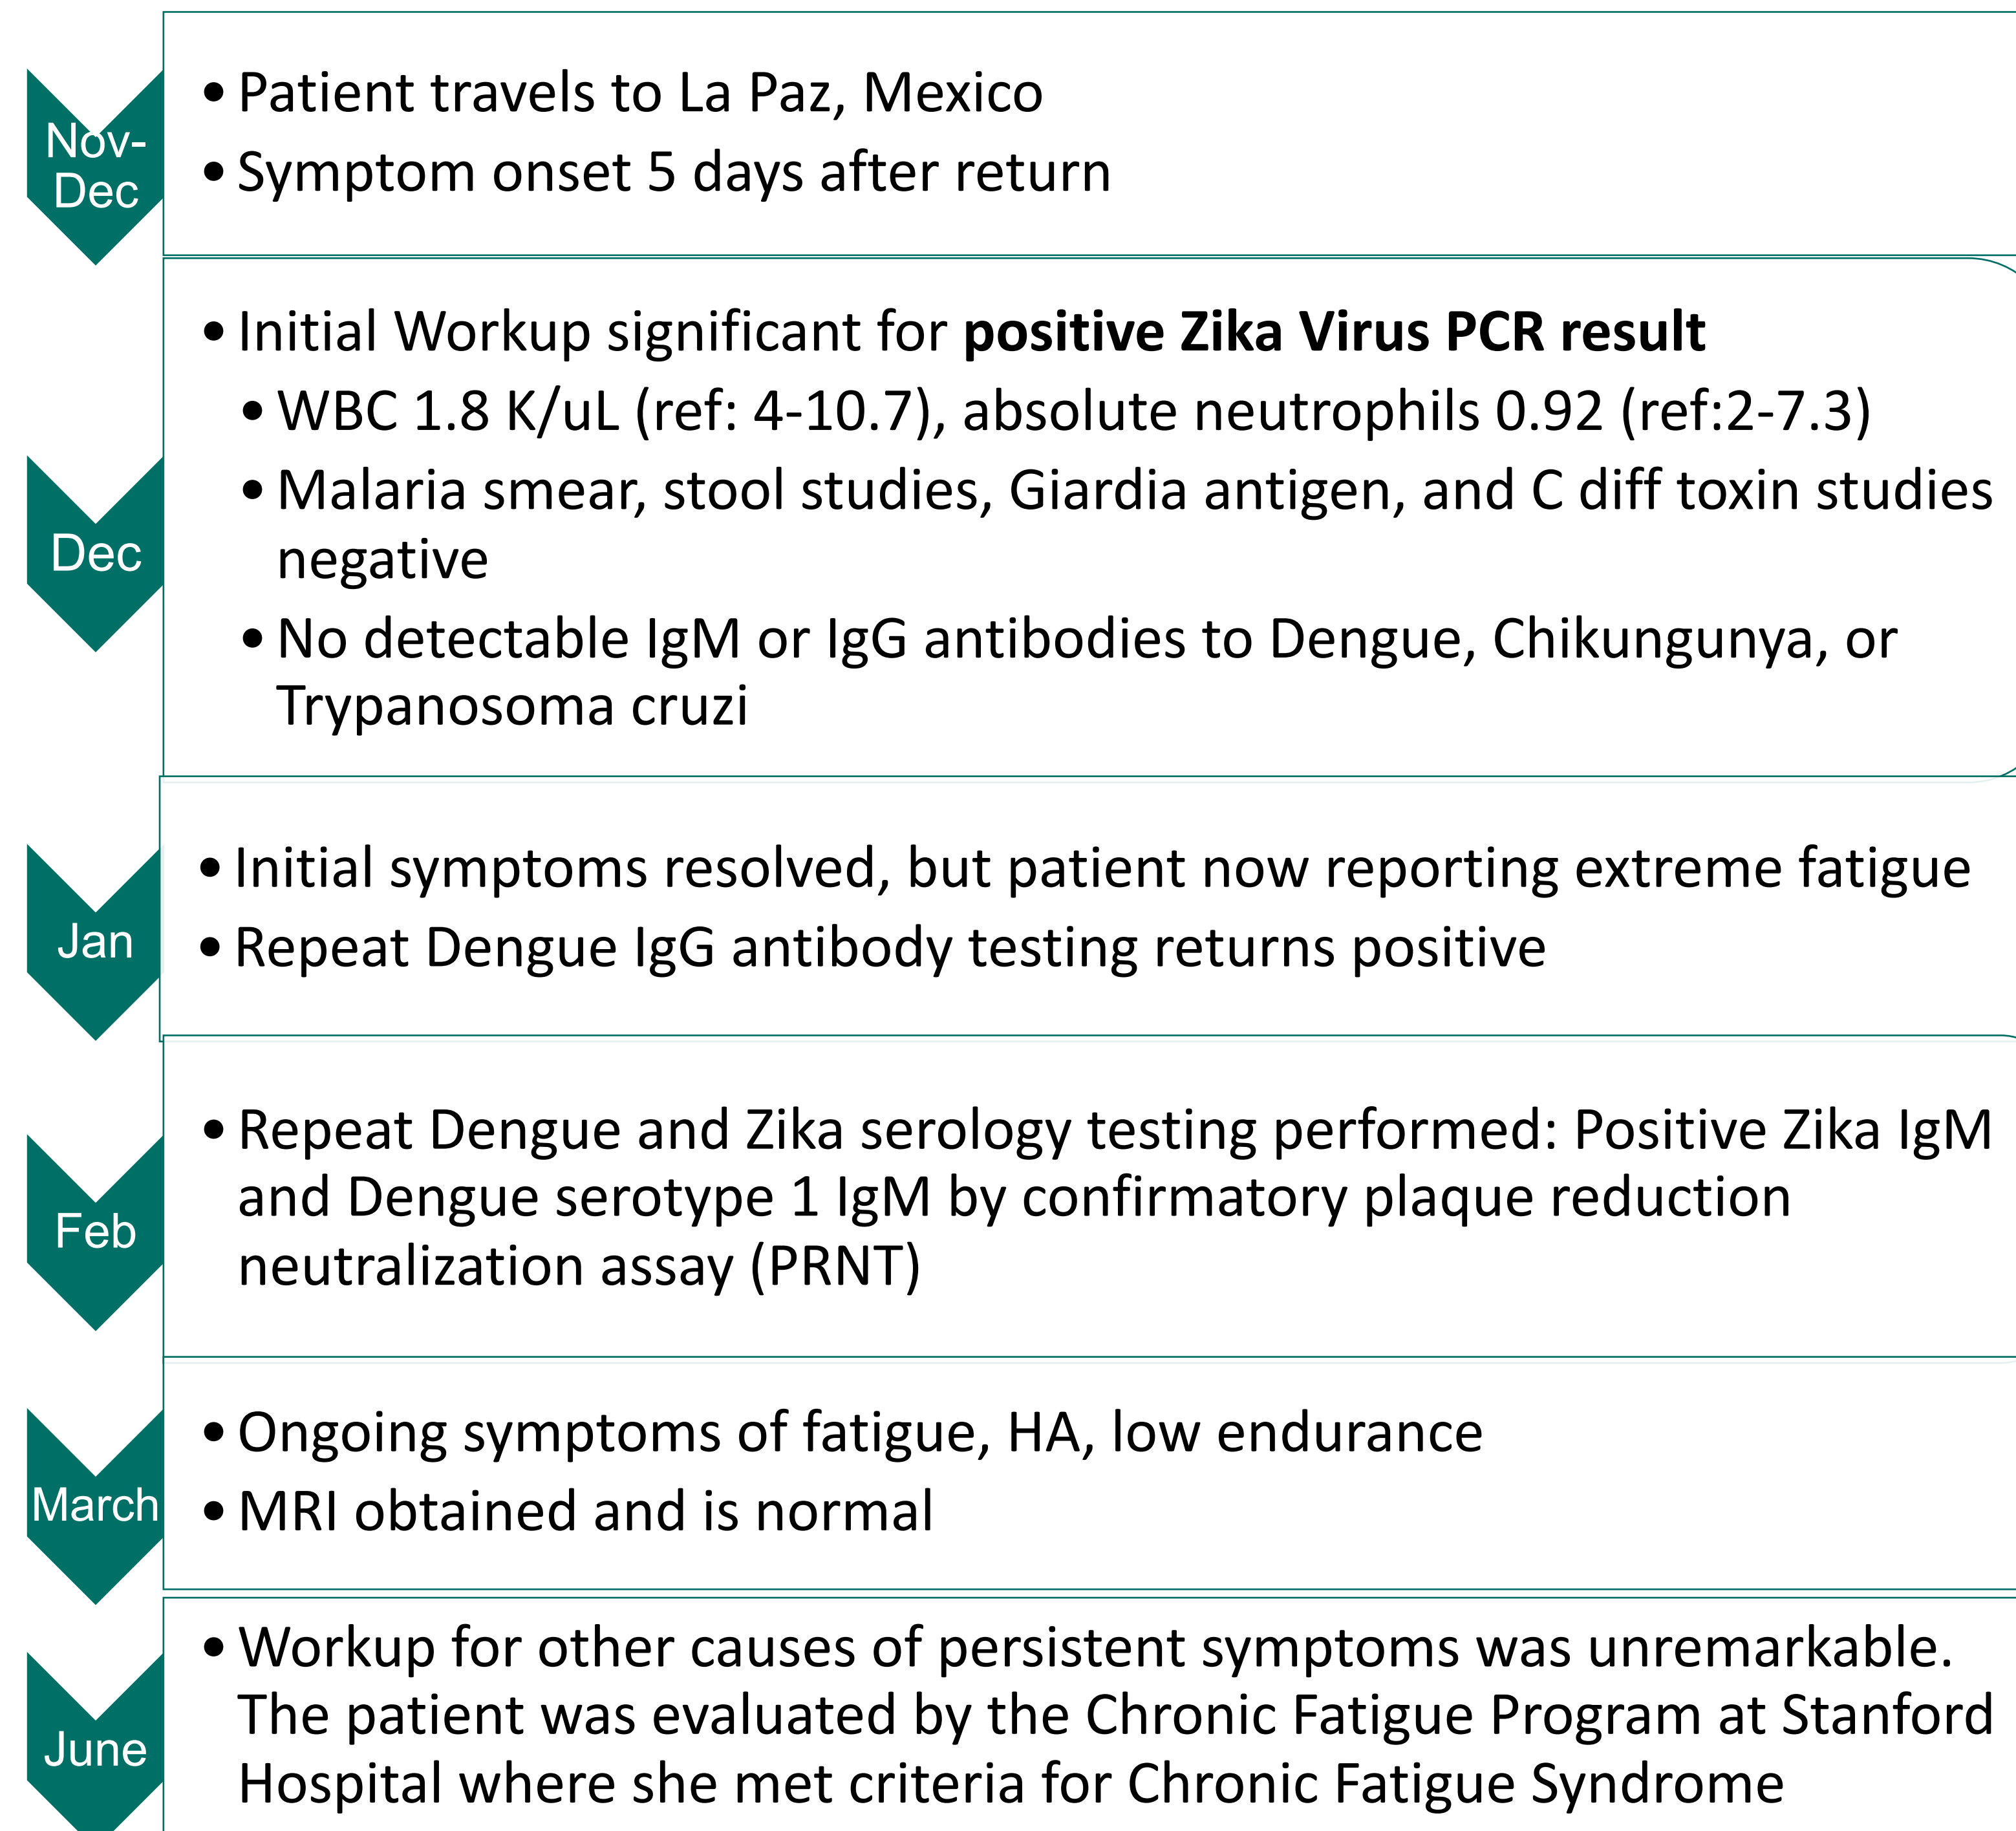 Nov-
Dec
• Patient travels to La Paz, Mexico
• Symptom onset 5 days after return
Dec
• Initial Workup significant for positive Zika Virus PCR result
• WBC 1.8 K/uL (ref: 4-10.7), absolute neutrophils 0.92 (ref:2-7.3)
• Malaria smear, stool studies, Giardia antigen, and C diff toxin studies
negative
• No detectable IgM or IgG antibodies to Dengue, Chikungunya, or
Trypanosoma cruzi
Jan
• Initial symptoms resolved, but patient now reporting extreme fatigue
• Repeat Dengue IgG antibody testing returns positive
Feb
• Repeat Dengue and Zika serology testing performed: Positive Zika IgM
and Dengue serotype 1 IgM by confirmatory plaque reduction
neutralization assay (PRNT)
March
• Ongoing symptoms of fatigue, HA, low endurance
• MRI obtained and is normal
June
• Workup for other causes of persistent symptoms was unremarkable.
The patient was evaluated by the Chronic Fatigue Program at Stanford
Hospital where she met criteria for Chronic Fatigue Syndrome